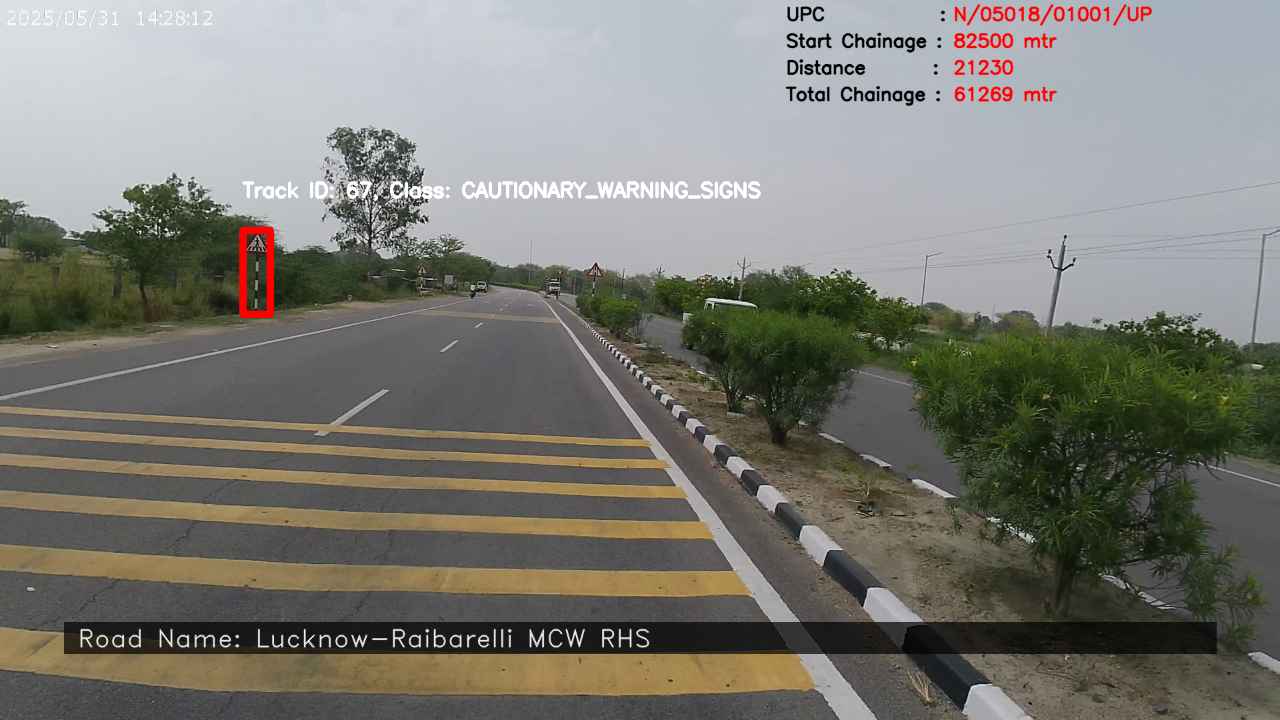 2025/05/31 14:28:12
UPC : N/05018/01001/UP
Start Chainage : 82500 mtr
Distance : 21230
Total Chainage : 61269 mtr
Track ID: 67 Class: CAUTIONARY_WARNING_SIGNS
Road Name: Lucknow-Raibarelli MCW RHS